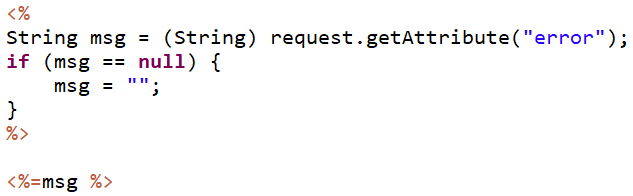 <%
String msg = (String) request.getAttribute("error");
if (msg == null) {
    msg = "";
}
%>

<%=msg %>